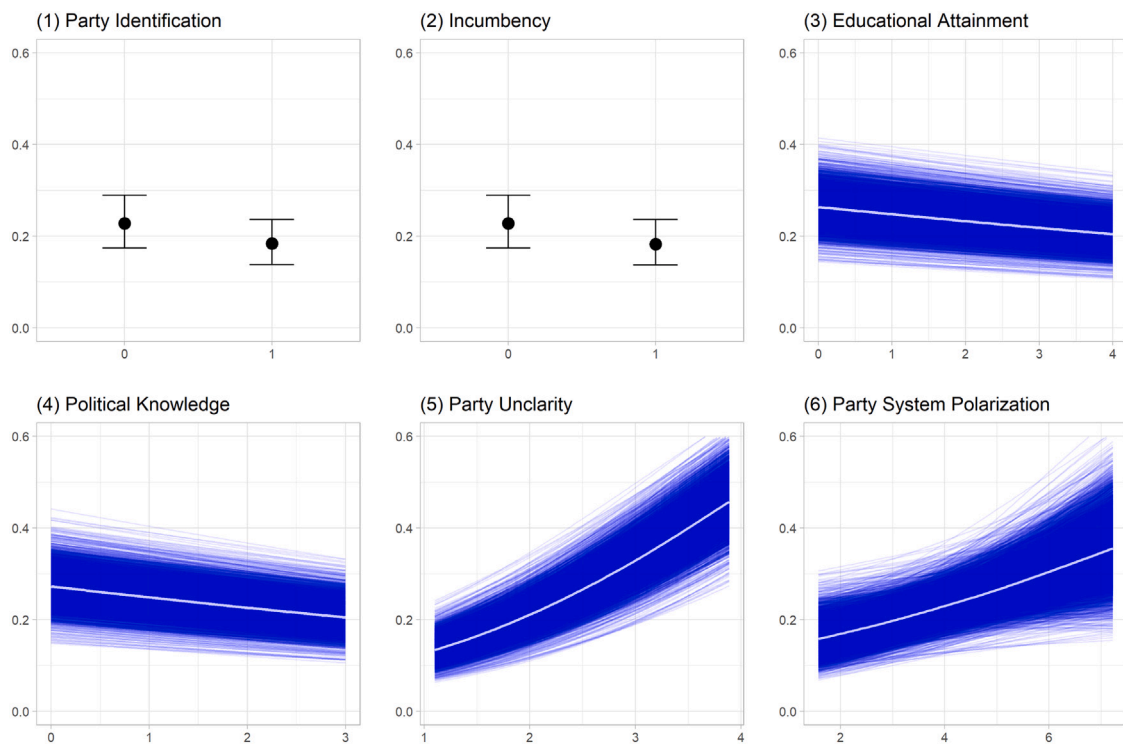 (1) Party Identification
(2) Incumbency
(3) Educational Attainment
0.6
0.6
0.6
0.4
0.4
0.4
0.2
0.2
0.2
0.0
0.0
0.0
0 1
0 1
0 1 2 3 4
(4) Political Knowledge
(5) Party Unclarity
(6) Party System Polarization
0.6
0.6
0.6
0.4
0.4
0.4
0.2
0.2
0.2
0.0
0.0
0.0
0 1 2 3
1 2 3 4
2 4 6